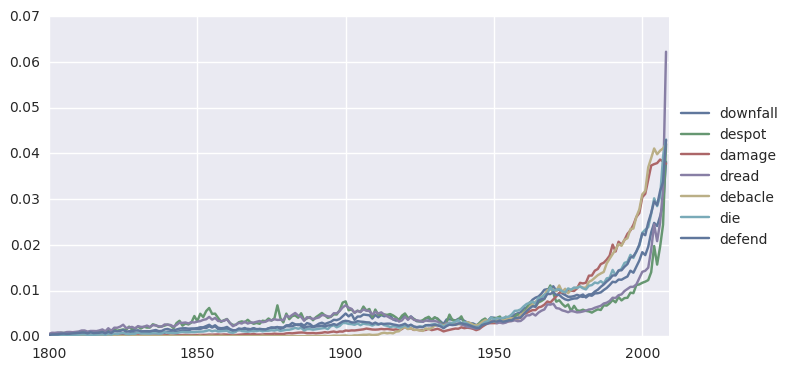 0.07
0.06
0.05
0.04
0.03
0.02
0.01
0.00
1800 1850 1900 1950 2000
downfall
despot
damage
dread
debacle
die
defend